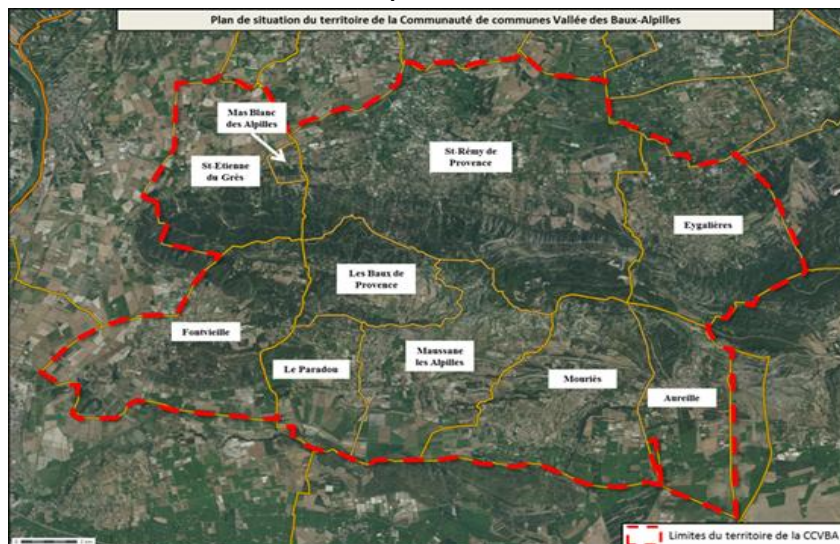 Plan de situation du territoire de la Communauté de communes Vallée des Baux-Alpilles
Mas Blanc
des Alpilles
St-Etienne
du Grès
St-Rémy de
Provence
Eygalières
Les Baux de
Provence
Fontvieille
Le Paradou
Maussane
les Alpilles
Mouriès
Aureille
Limites du territoire de la CCVBA